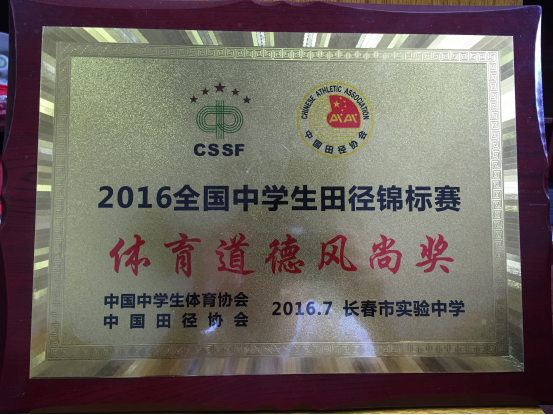 CSSF
CHINESE ATHLETIC ASSOCIATION
中国田径协会
2016全国中学生田径锦标赛
体育道德风尚奖
中国中学生体育协会
中国田径协会
2016.7 长春市实验中学